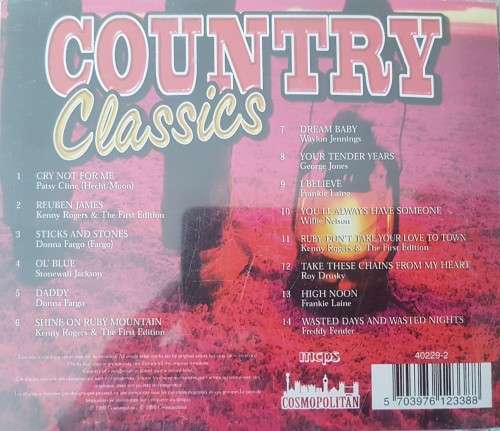 COUNTRY
Classics
1 CRY NOT FOR ME
Patsy Cline (Hecht-Moon)
2 REUBEN JAMES
Kenny Rogers & The First Edition
3 STICKS AND STONES
Donna Fargo (Fargo)
4 OL' BLUE
Stonewall Jackson
5 DADDY
Donna Fargo
6 SHINE ON RUBY MOUNTAIN
Kenny Rogers & The First Edition
7 DREAM BABY
Waylon Jennings
8 YOUR TENDER YEARS
George Jones
9 I BELIEVE
Frankie Laine
10 YOU'LL ALWAYS HAVE SOMEONE
Willie Nelson
11 RUBY DON'T TAKE YOUR LOVE TO TOWN
Kenny Rogers & The First Edition
12 TAKE THESE CHAINS FROM MY HEART
Roy Drusky
13 HIGH NOON
Frankie Laine
14 WASTED DAYS AND WASTED NIGHTS
Freddy Fender
mcps
COSMOPOLITAN
40229-2
5 703976 123388